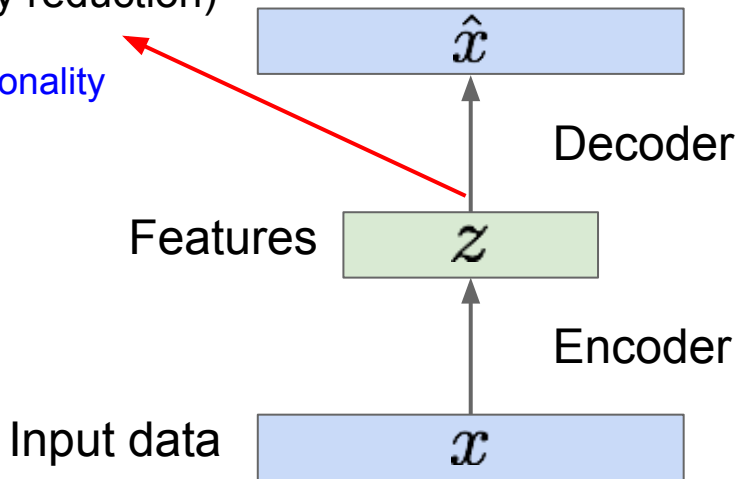 y reduction)
onality
x̂
Decoder
Features
z
Encoder
Input data
x